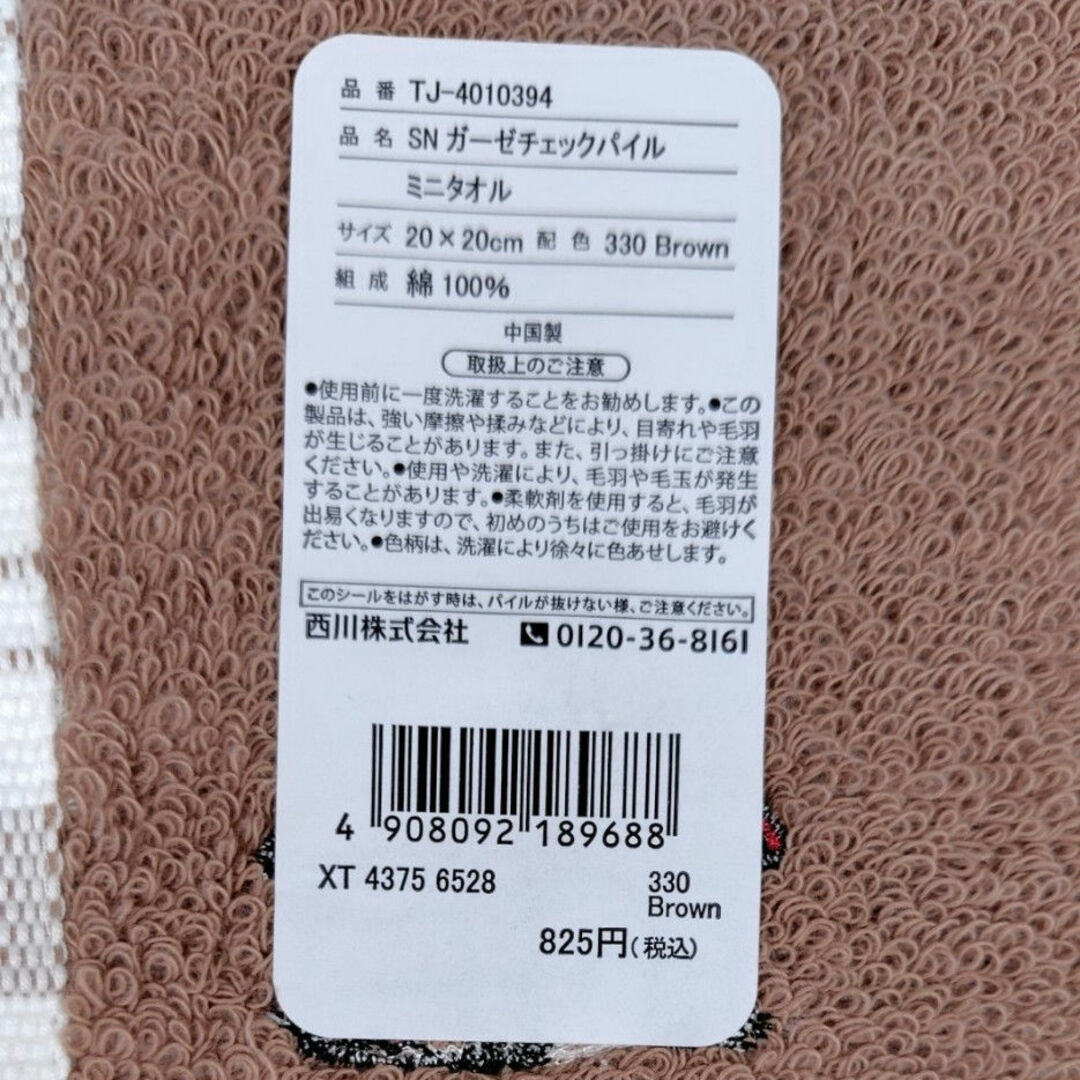 品 番 TJ-4010394
品 名 SN ガーゼチェックパイル
ミニタオル
サイズ 20×20cm 配 色 330 Brown
組 成 綿 100%
中国製
取扱上のご注意
●使用前に一度洗濯することをお勧めします。●この
製品は、強い摩擦や揉みなどにより、目寄れや毛羽
が生じることがあります。また、引っ掛けにご注意
ください。●使用や洗濯により、毛羽や毛玉が発生
することがあります。●柔軟剤を使用すると、毛羽が
出易くなりますので、初めのうちはご使用をお避けく
ださい。●色柄は、洗濯により徐々に色あせします。
このシールをはがす時は、パイルが抜けない様、ご注意ください。
西川株式会社 0120-36-8161
4 908092 189688
XT 4375 6528 330
Brown
825円(税込)